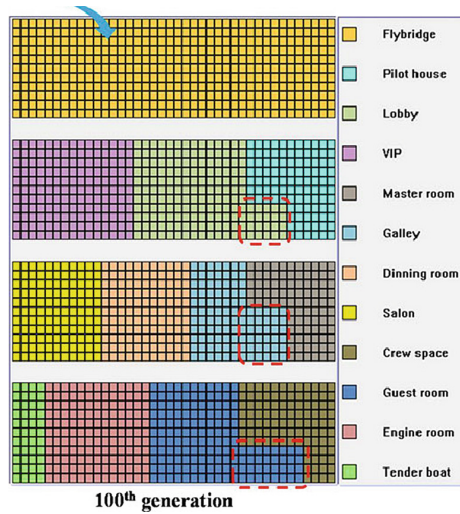 Flybridge
Pilot house
Lobby
VIP
Master room
Galley
Dinning room
Salon
Crew space
Guest room
Engine room
Tender boat
100th generation